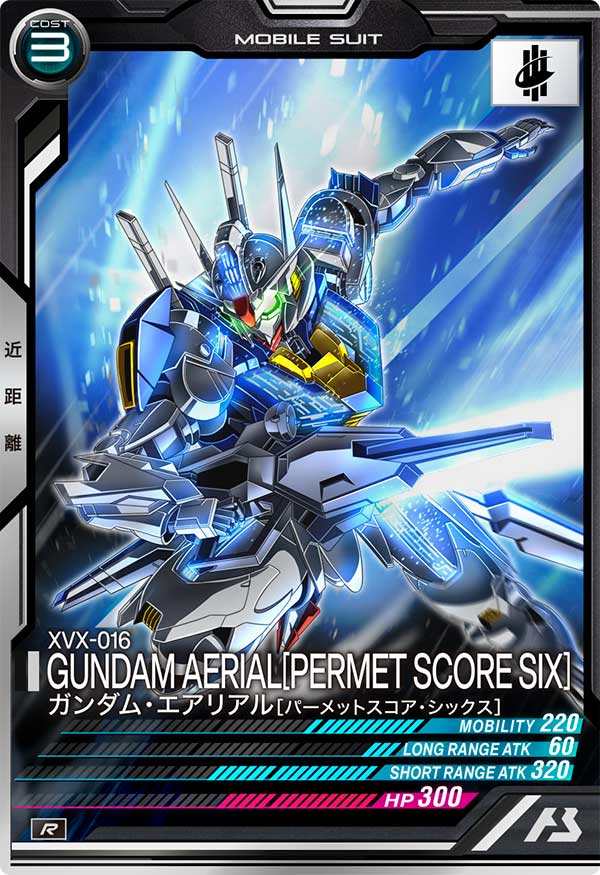 COST
3
MOBILE SUIT
近距離
XVX-016
GUNDAM AERIAL[PERMET SCORE SIX]
ガンダム・エアリアル[パーメットスコア・シックス]
MOBILITY 220
LONG RANGE ATK 60
SHORT RANGE ATK 320
HP 300
R